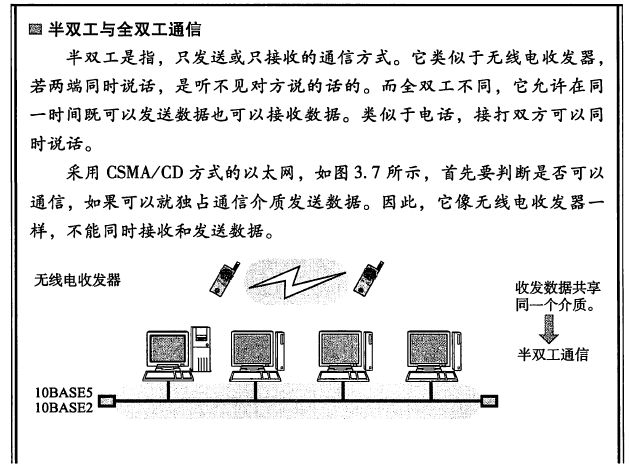 半双工与全双工通信
半双工是指，只发送或只接收的通信方式。它类似于无线电收发器，
若两端同时说话，是听不见对方说的话的。而全双工不同，它允许在同
一时间既可以发送数据也可以接收数据。类似于电话，接打双方可以同
时说话。
采用 CSMA/CD 方式的以太网，如图 3.7 所示，首先要判断是否可以
通信，如果可以就独占通信介质发送数据。因此，它像无线电收发器一
样，不能同时接收和发送数据。
无线电收发器
收发数据共享
同一个介质。
半双工通信
10BASE5
10BASE2